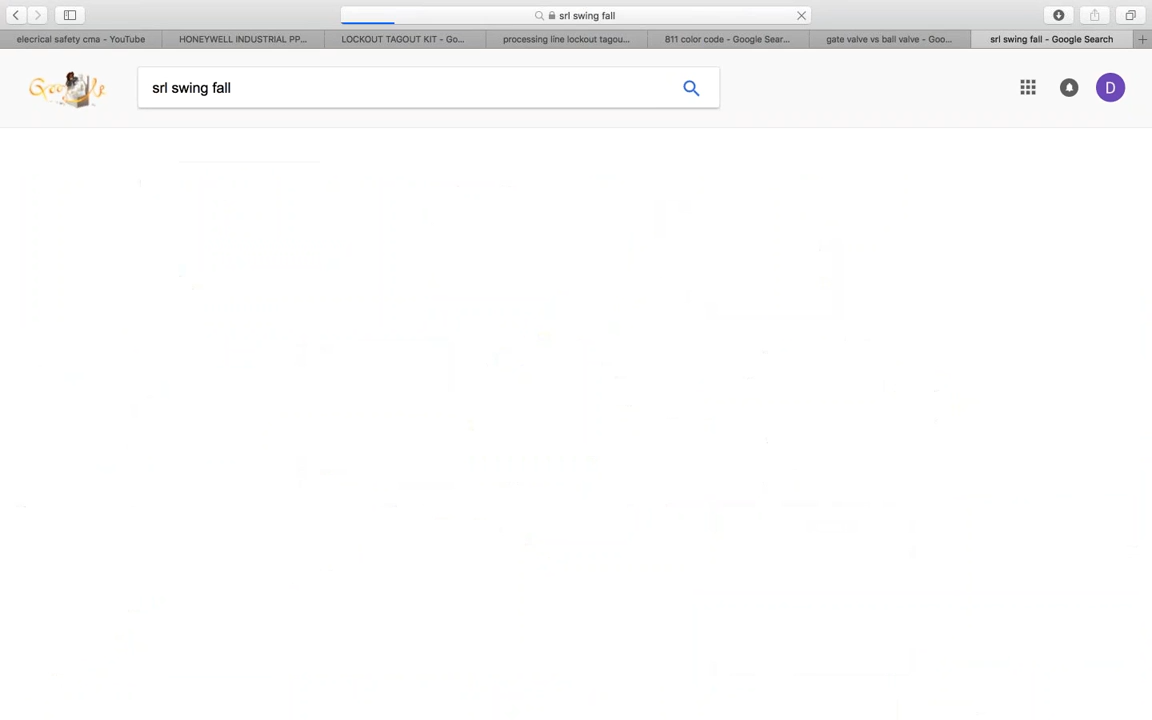 srl swing fall
elecrical safety cma - YouTube
HONEYWELL INDUSTRIAL PP...
LOCKOUT TAGOUT KIT - Go...
processing line lockout tagou...
811 color code - Google Sear...
gate valve vs ball valve - Goo...
srl swing fall - Google Search
Google
srl swing fall
D